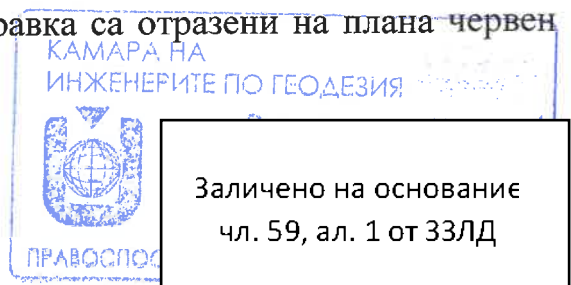 равка са отразени на плана червен
КАМАРА НА
ИНЖЕНЕРИТЕ ПО ГЕОДЕЗИЯ
Заличено на основание
чл. 59, ал. 1 от ЗЗЛД
ПРАВОСПОС